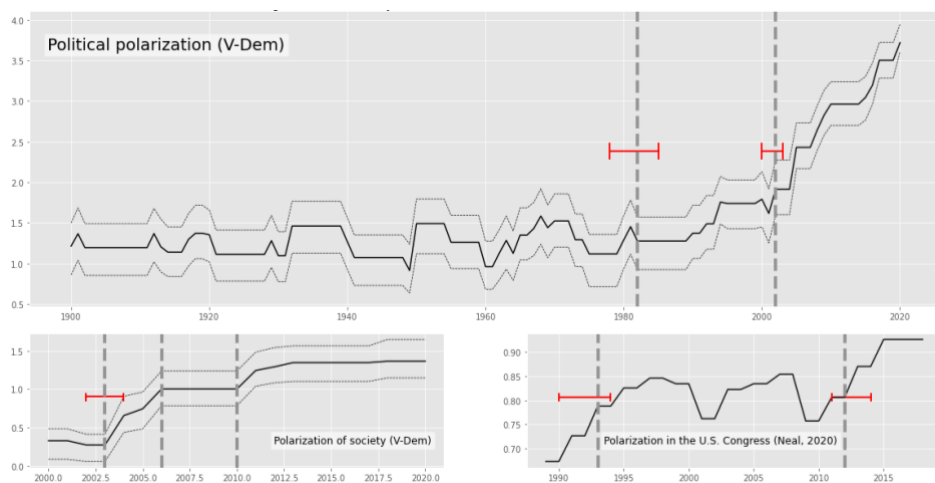 Political polarization (V-Dem)
4.0
3.5
3.0
2.5
2.0
1.5
1.0
0.5
1900 1920 1940 1960 1980 2000 2020
1.5
1.0
0.5
0.0
Polarization of society (V-Dem)
2000.0 2002.5 2005.0 2007.5 2010.0 2012.5 2015.0 2017.5 2020.0
0.90
0.85
0.80
0.75
0.70
Polarization in the U.S. Congress (Neal, 2020)
1990 1995 2000 2005 2010 2015